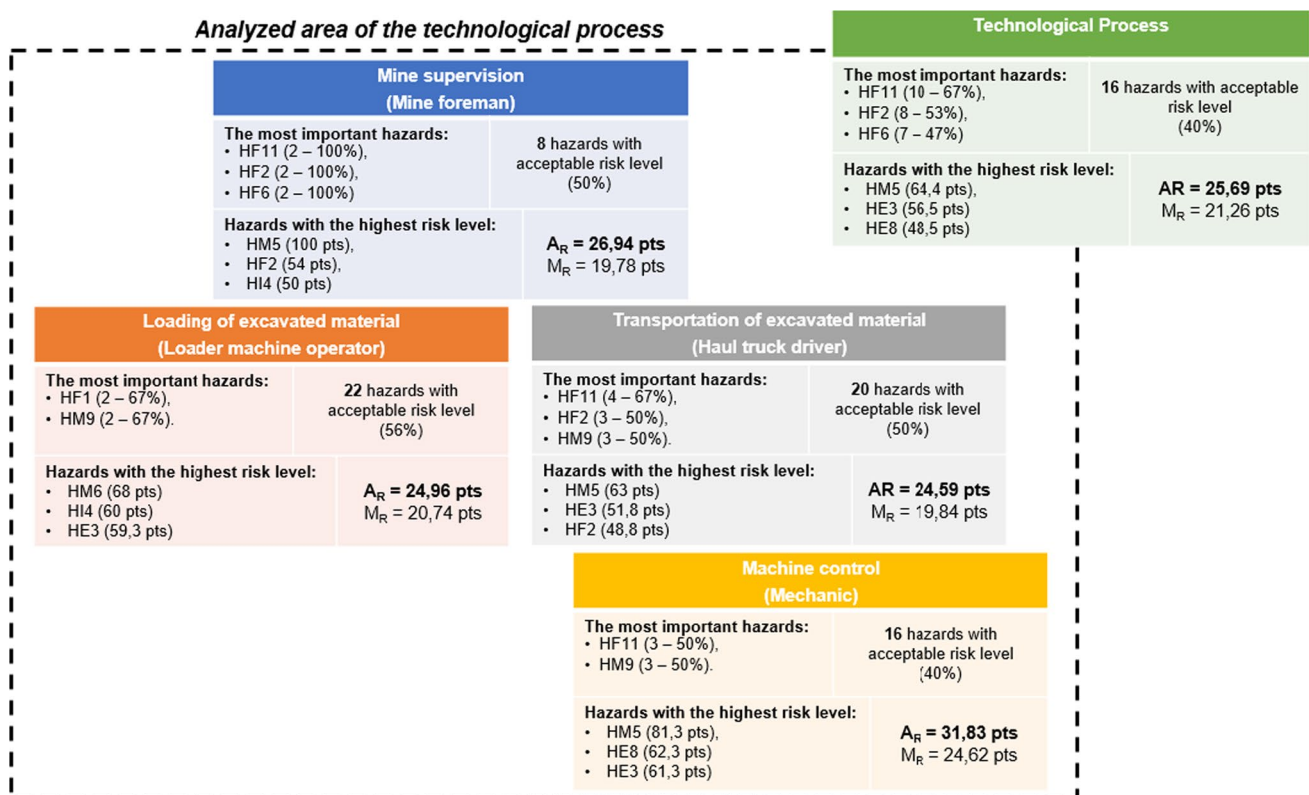 Analyzed area of the technological process
Technological Process
The most important hazards:
• HF11 (10 – 67%),
• HF2 (8 – 53%),
• HF6 (7 – 47%)
16 hazards with acceptable
risk level
(40%)
Hazards with the highest risk level:
• HM5 (64,4 pts),
• HE3 (56,5 pts)
• HE8 (48,5 pts)
AR = 25,69 pts
MR = 21,26 pts
Mine supervision
(Mine foreman)
The most important hazards:
• HF11 (2 – 100%),
• HF2 (2 – 100%),
• HF6 (2 – 100%)
8 hazards with
acceptable risk level
(50%)
Hazards with the highest risk level:
• HM5 (100 pts),
• HF2 (54 pts),
• HI4 (50 pts)
AR = 26,94 pts
MR = 19,78 pts
Loading of excavated material
(Loader machine operator)
The most important hazards:
• HF1 (2 – 67%),
• HM9 (2 – 67%).
22 hazards with
acceptable risk level
(56%)
Hazards with the highest risk level:
• HM6 (68 pts)
• HI4 (60 pts)
• HE3 (59,3 pts)
AR = 24,96 pts
MR = 20,74 pts
Transportation of excavated material
(Haul truck driver)
The most important hazards:
• HF11 (4 – 67%),
• HF2 (3 – 50%),
• HM9 (3 – 50%).
20 hazards with
acceptable risk level
(50%)
Hazards with the highest risk level:
• HM5 (63 pts)
• HE3 (51,8 pts)
• HF2 (48,8 pts)
AR = 24,59 pts
MR = 19,84 pts
Machine control
(Mechanic)
The most important hazards:
• HF11 (3 – 50%),
• HM9 (3 – 50%).
16 hazards with
acceptable risk level
(40%)
Hazards with the highest risk level:
• HM5 (81,3 pts),
• HE8 (62,3 pts)
• HE3 (61,3 pts)
AR = 31,83 pts
MR = 24,62 pts